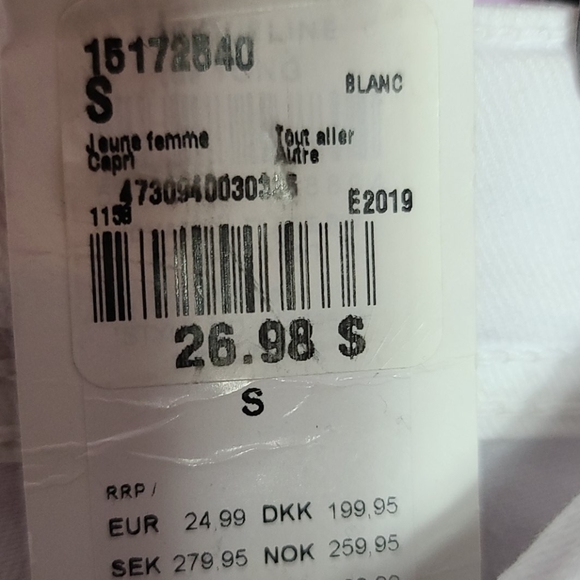 15172540
S
BLANC
Jeune femme Tout aller
Capri Autre
1158
E2019
26.98 $
S
RRP /
EUR 24,99 DKK 199,95
SEK 279,95 NOK 259,95